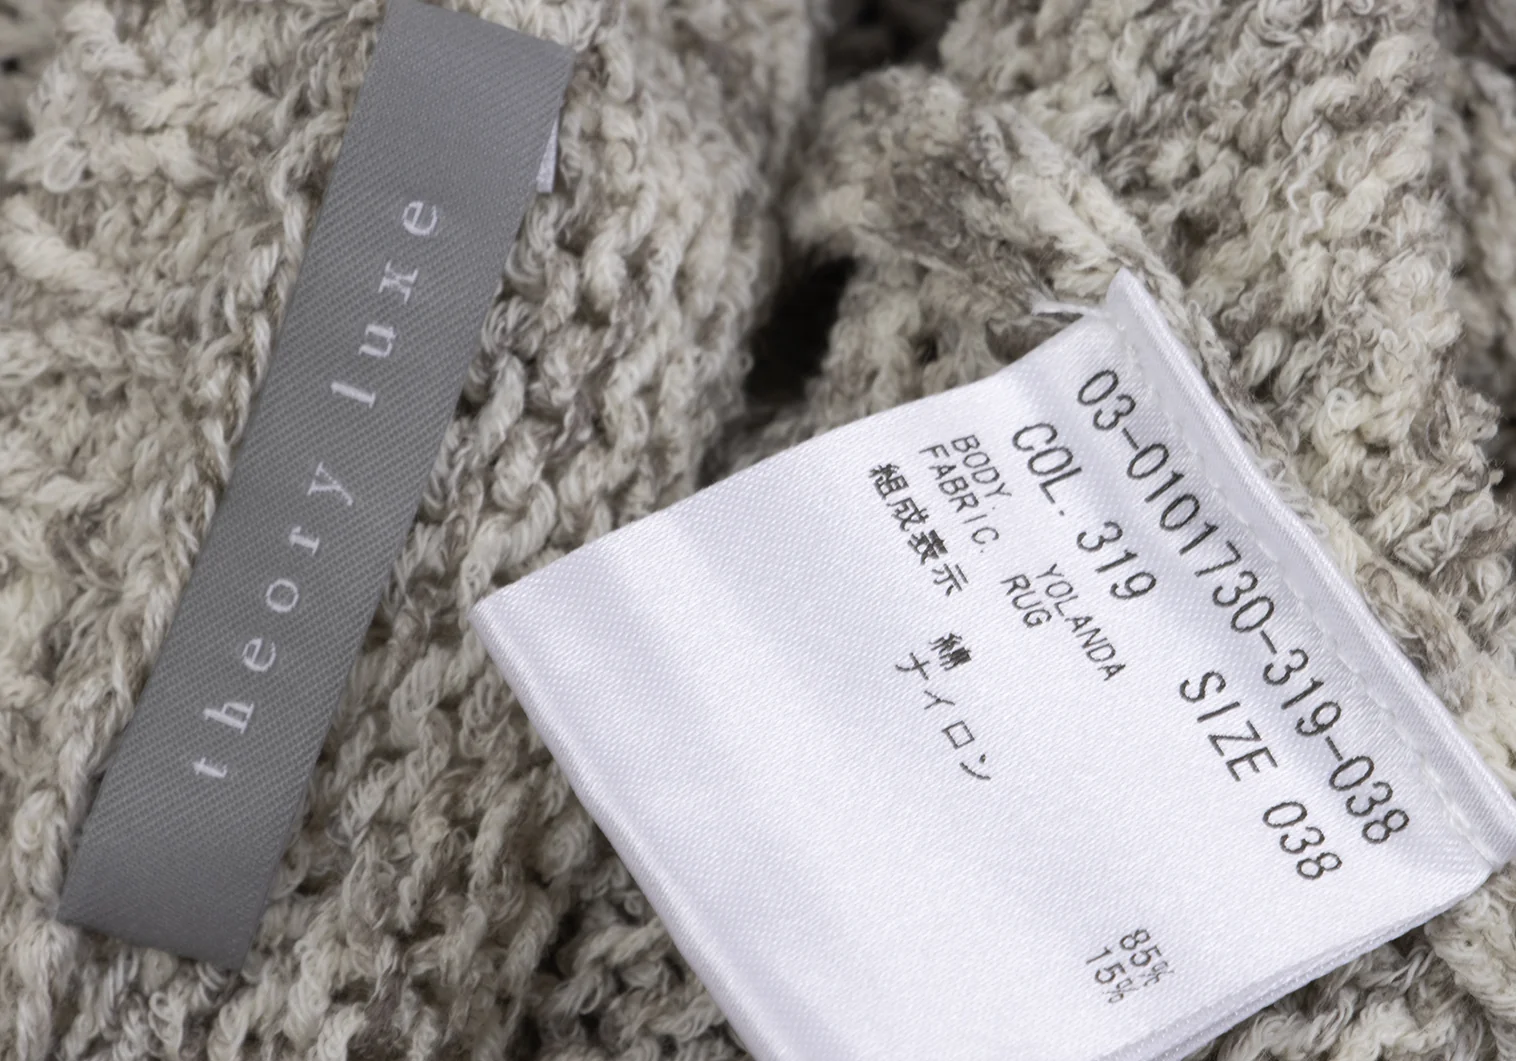 theory luxe
03-0101730-319-038
COL. 319 SIZE 038
BODY. YOLANDA
FABRIC. RUG
組成表示 綿 85%
ナイロン 15%